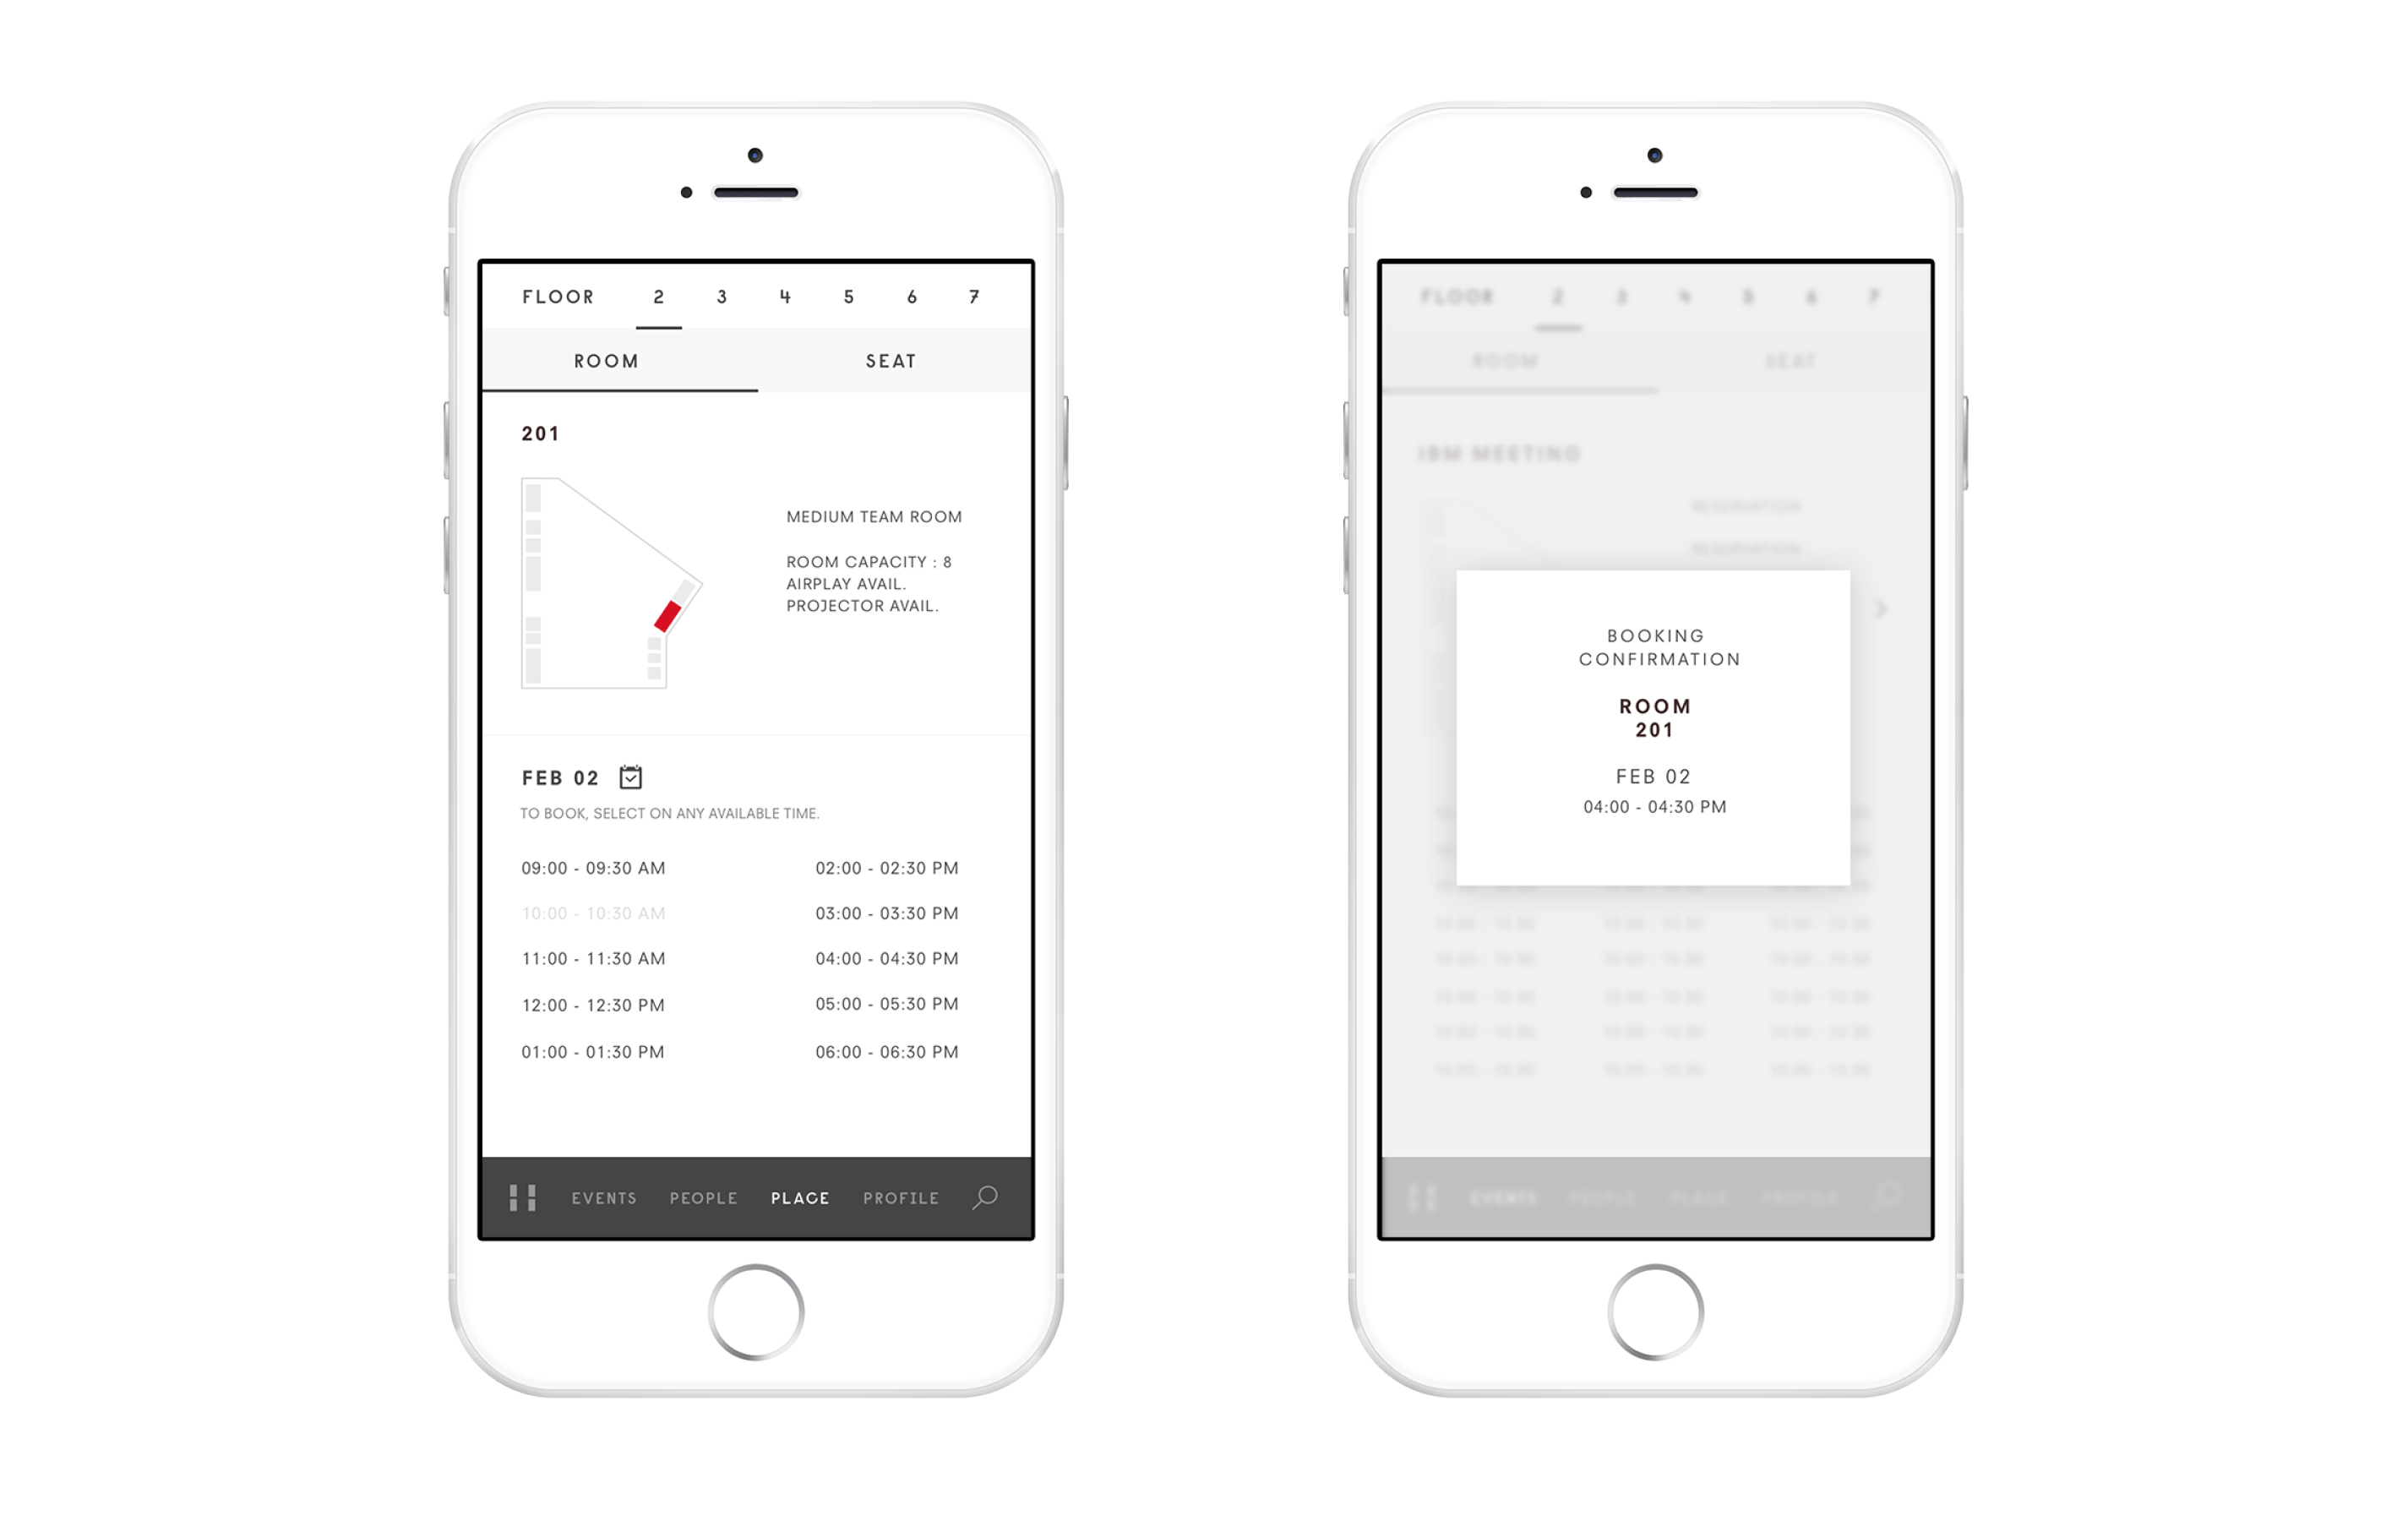 FLOOR 2 3 4 5 6 7
ROOM SEAT
201
MEDIUM TEAM ROOM
ROOM CAPACITY : 8
AIRPLAY AVAIL.
PROJECTOR AVAIL.
FEB 02
TO BOOK, SELECT ON ANY AVAILABLE TIME.
09:00 - 09:30 AM
10:00 - 10:30 AM
11:00 - 11:30 AM
12:00 - 12:30 PM
01:00 - 01:30 PM
02:00 - 02:30 PM
03:00 - 03:30 PM
04:00 - 04:30 PM
05:00 - 05:30 PM
06:00 - 06:30 PM
EVENTS PEOPLE PLACE PROFILE
FLOOR 2 3 4 5 6 7
ROOM SEAT
IBM MEETING
RESERVATION
RESERVATION
BOOKING
CONFIRMATION
ROOM
201
FEB 02
04:00 - 04:30 PM
EVENTS PEOPLE PLACE PROFILE